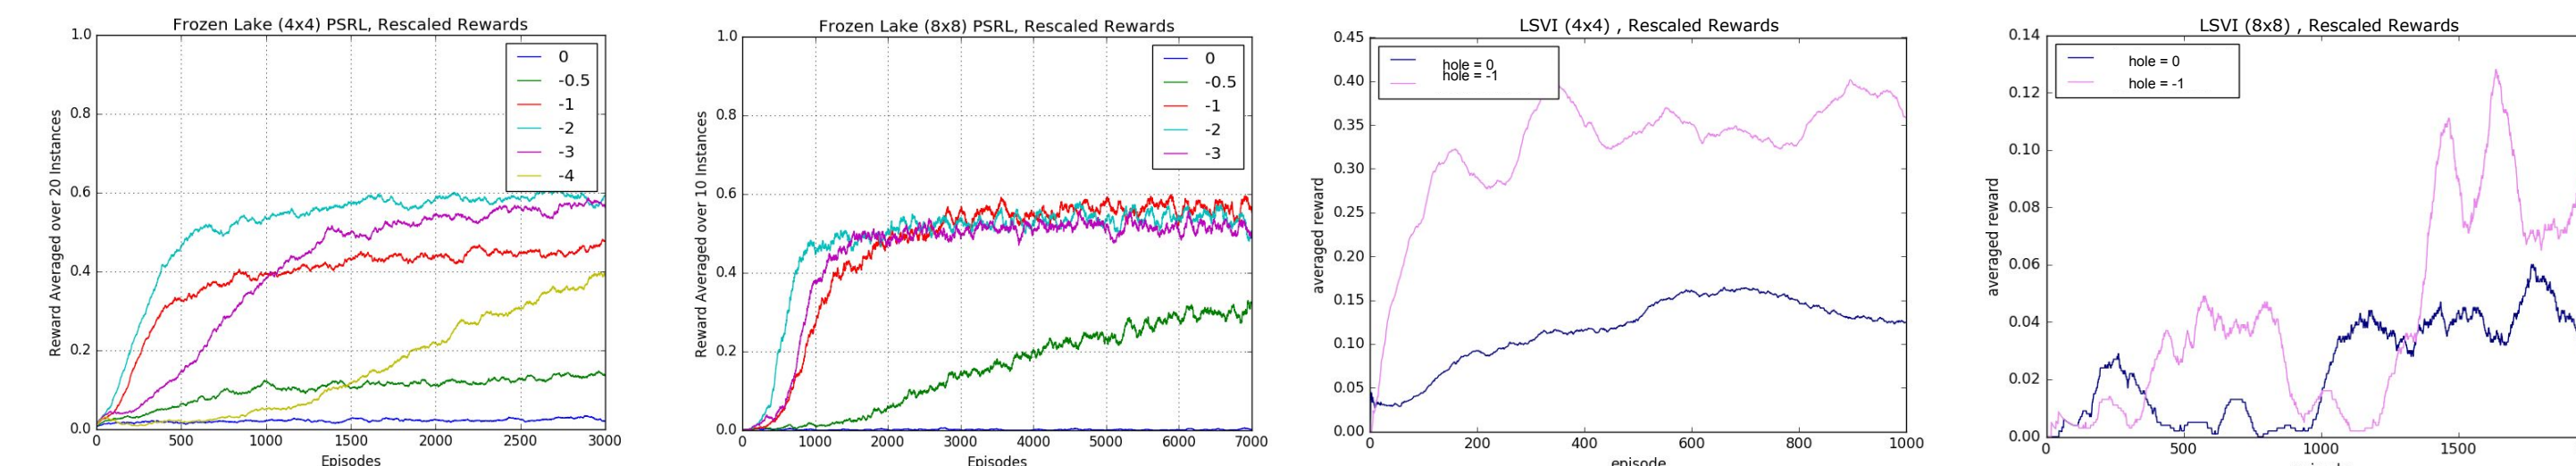 Frozen Lake (4x4) PSRL, Rescaled Rewards
Reward Averaged over 20 Instances
1.0
0.8
0.6
0.4
0.2
0.0
0
-0.5
-1
-2
-3
-4
0 500 1000 1500 2000 2500 3000
Episodes
Frozen Lake (8x8) PSRL, Rescaled Rewards
Reward Averaged over 10 Instances
1.0
0.8
0.6
0.4
0.2
0.0
0
-0.5
-1
-2
-3
0 1000 2000 3000 4000 5000 6000 7000
Episodes
LSVI (4x4) , Rescaled Rewards
averaged reward
0.45
0.40
0.35
0.30
0.25
0.20
0.15
0.10
0.05
0.00
hole = 0
hole = -1
0 200 400 600 800 1000
episode
LSVI (8x8) , Rescaled Rewards
averaged reward
0.14
0.12
0.10
0.08
0.06
0.04
0.02
0.00
hole = 0
hole = -1
0 500 1000 1500